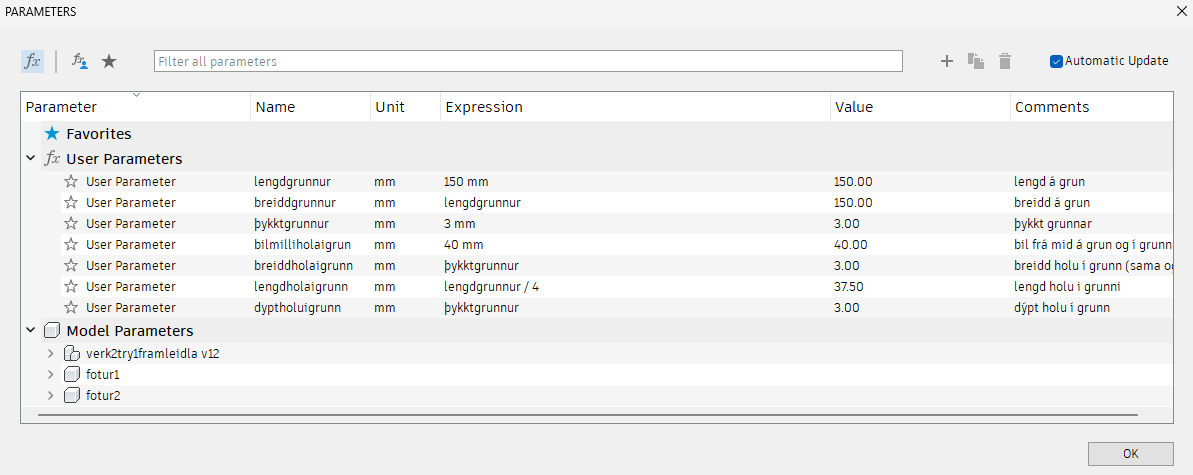 PARAMETERS
fx fx Filter all parameters Automatic Update
Parameter Name Unit Expression Value Comments
Favorites
fx User Parameters
User Parameter lengdgrunnur mm 150 mm 150.00 lengd á grun
User Parameter breiddgrunnur mm lengdgrunnur 150.00 breidd á grun
User Parameter þykktgrunnur mm 3 mm 3.00 þykkt grunnar
User Parameter bilmilliholaigrun mm 40 mm 40.00 bil frá mid á grun og í grunn
User Parameter breiddholaigrunn mm þykktgrunnur 3.00 breidd holu í grunn (sama og
User Parameter lengdholaigrunn mm lengdgrunnur / 4 37.50 lengd holu i grunni
User Parameter dyptholuigrunn mm þykktgrunnur 3.00 dýpt holu í grunn
Model Parameters
verk2try1framleidla v12
fotur1
fotur2
OK